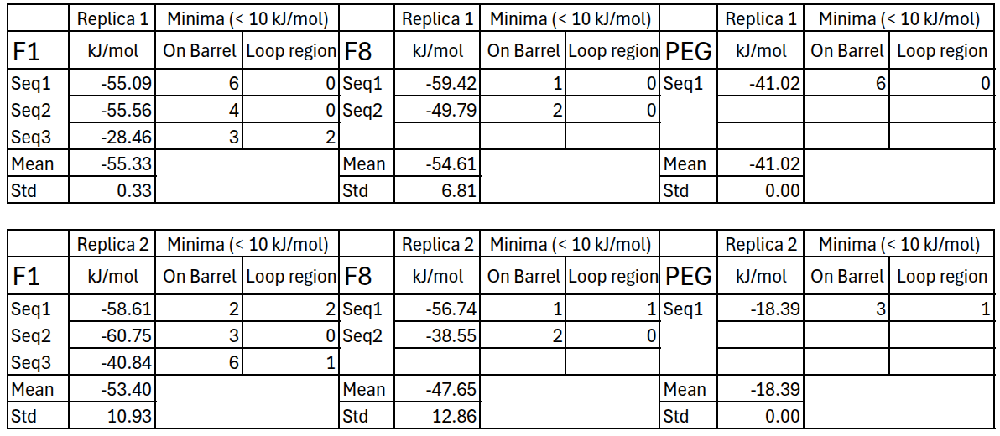 Replica 1 Minima (< 10 kJ/mol) Replica 1 Minima (< 10 kJ/mol) Replica 1 Minima (< 10 kJ/mol)
F1 kJ/mol On Barrel Loop region F8 kJ/mol On Barrel Loop region PEG kJ/mol On Barrel Loop region
Seq1 -55.09 6 0 Seq1 -59.42 1 0 Seq1 -41.02 6 0
Seq2 -55.56 4 0 Seq2 -49.79 2 0
Seq3 -28.46 3 2
Mean -55.33 Mean -54.61 Mean -41.02
Std 0.33 Std 6.81 Std 0.00
Replica 2 Minima (< 10 kJ/mol) Replica 2 Minima (< 10 kJ/mol) Replica 2 Minima (< 10 kJ/mol)
F1 kJ/mol On Barrel Loop region F8 kJ/mol On Barrel Loop region PEG kJ/mol On Barrel Loop region
Seq1 -58.61 2 2 Seq1 -56.74 1 1 Seq1 -18.39 3 1
Seq2 -60.75 3 0 Seq2 -38.55 2 0
Seq3 -40.84 6 1
Mean -53.40 Mean -47.65 Mean -18.39
Std 10.93 Std 12.86 Std 0.00